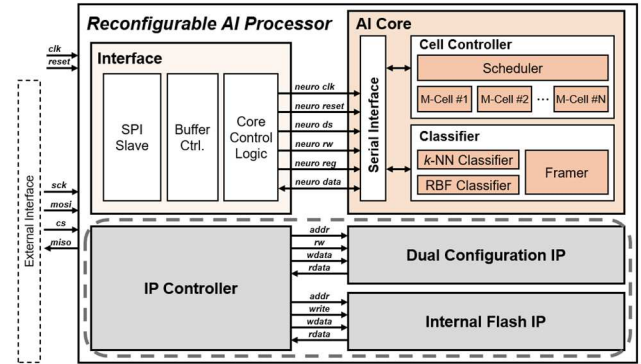 Reconfigurable AI Processor
AI Core
clk
reset
Interface
SPI
Slave
Buffer
Ctrl.
Core
Control
Logic
neuro clk
neuro reset
neuro ds
neuro rw
neuro reg
neuro data
Serial Interface
Cell Controller
Scheduler
M-Cell #1
M-Cell #2
...
M-Cell #N
Classifier
k-NN Classifier
RBF Classifier
Framer
External Interface
sck
mosi
cs
miso
IP Controller
addr
rw
wdata
rdata
Dual Configuration IP
addr
write
wdata
rdata
Internal Flash IP